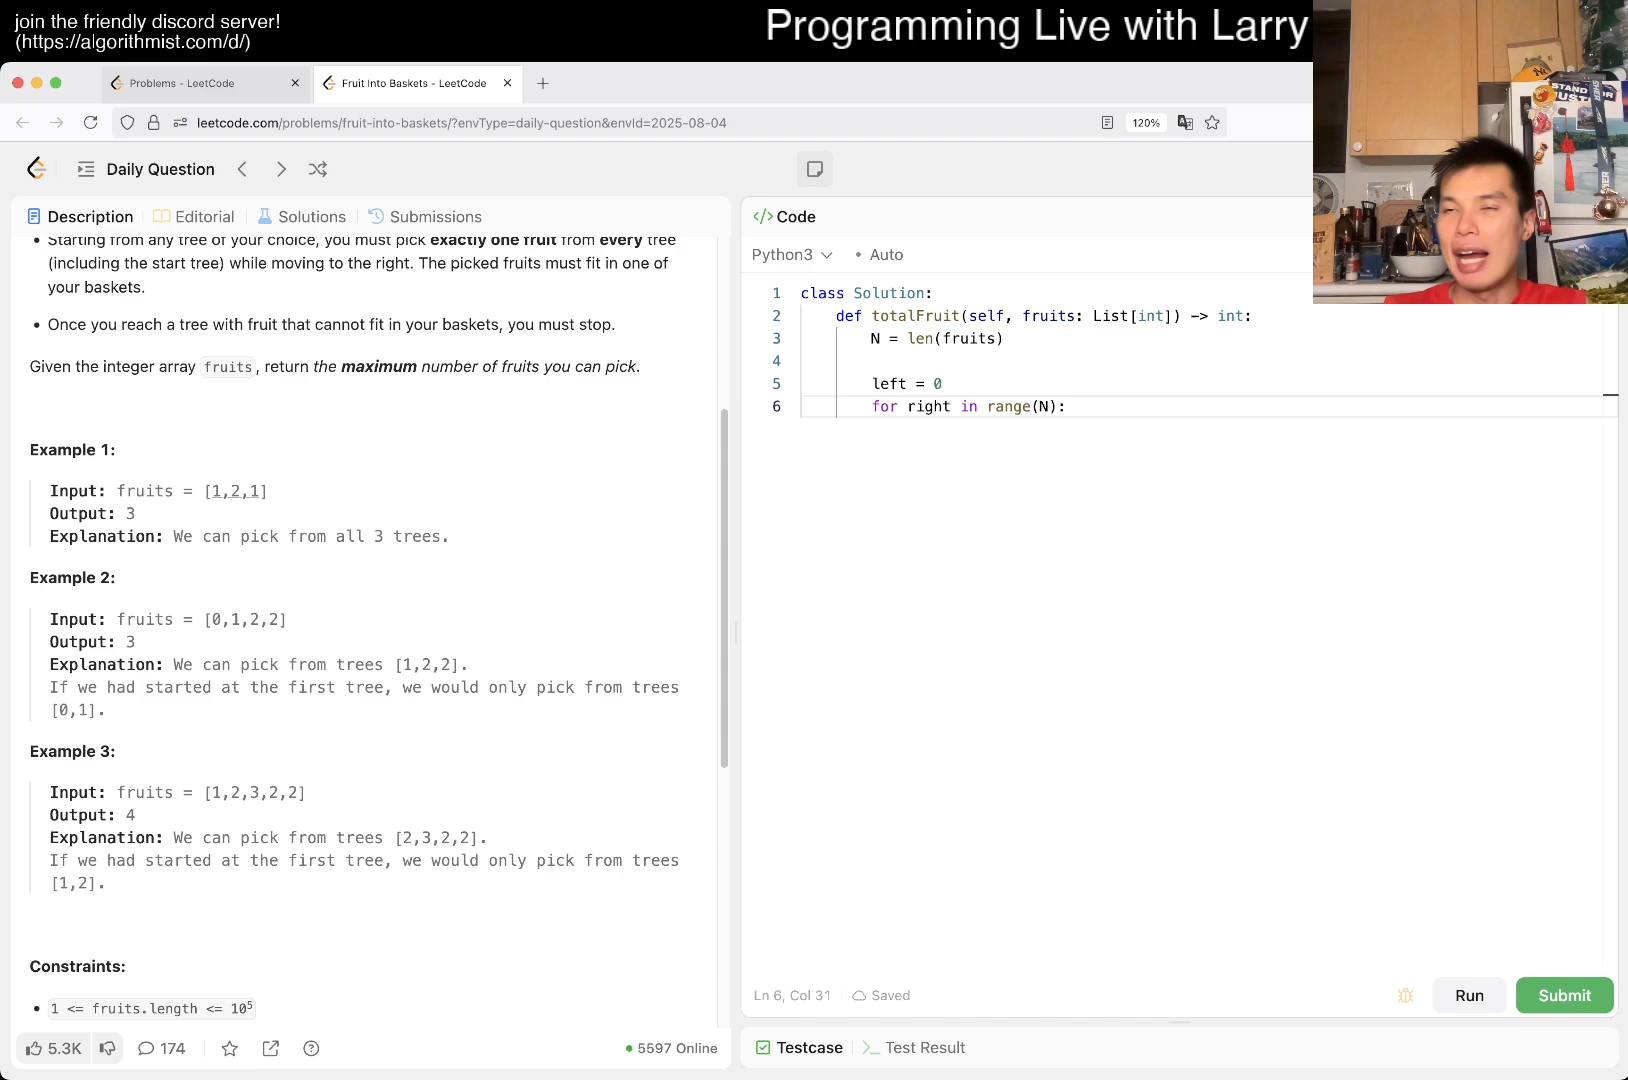 join the friendly discord server!
(https://algorithmist.com/d/)
Programming Live with Larry
Problems - LeetCode
Fruit Into Baskets - LeetCode
leetcode.com/problems/fruit-into-baskets/?envType=daily-question&envId=2025-08-04
120%
Daily Question
Description
Editorial
Solutions
Submissions
• Starting from any tree of your choice, you must pick exactly one fruit from every tree
(including the start tree) while moving to the right. The picked fruits must fit in one of
your baskets.
• Once you reach a tree with fruit that cannot fit in your baskets, you must stop.
Given the integer array fruits, return the maximum number of fruits you can pick.
Example 1:
Input: fruits = [1,2,1]
Output: 3
Explanation: We can pick from all 3 trees.
Example 2:
Input: fruits = [0,1,2,2]
Output: 3
Explanation: We can pick from trees [1,2,2].
If we had started at the first tree, we would only pick from trees
[0,1].
Example 3:
Input: fruits = [1,2,3,2,2]
Output: 4
Explanation: We can pick from trees [2,3,2,2].
If we had started at the first tree, we would only pick from trees
[1,2].
Constraints:
• 1 <= fruits.length <= 10⁵
5.3K
174
5597 Online
</> Code
Python3
• Auto
1 class Solution:
2 def totalFruit(self, fruits: List[int]) -> int:
3 N = len(fruits)
4
5 left = 0
6 for right in range(N):
Ln 6, Col 31
Saved
Run
Submit
Testcase
Test Result
STAND